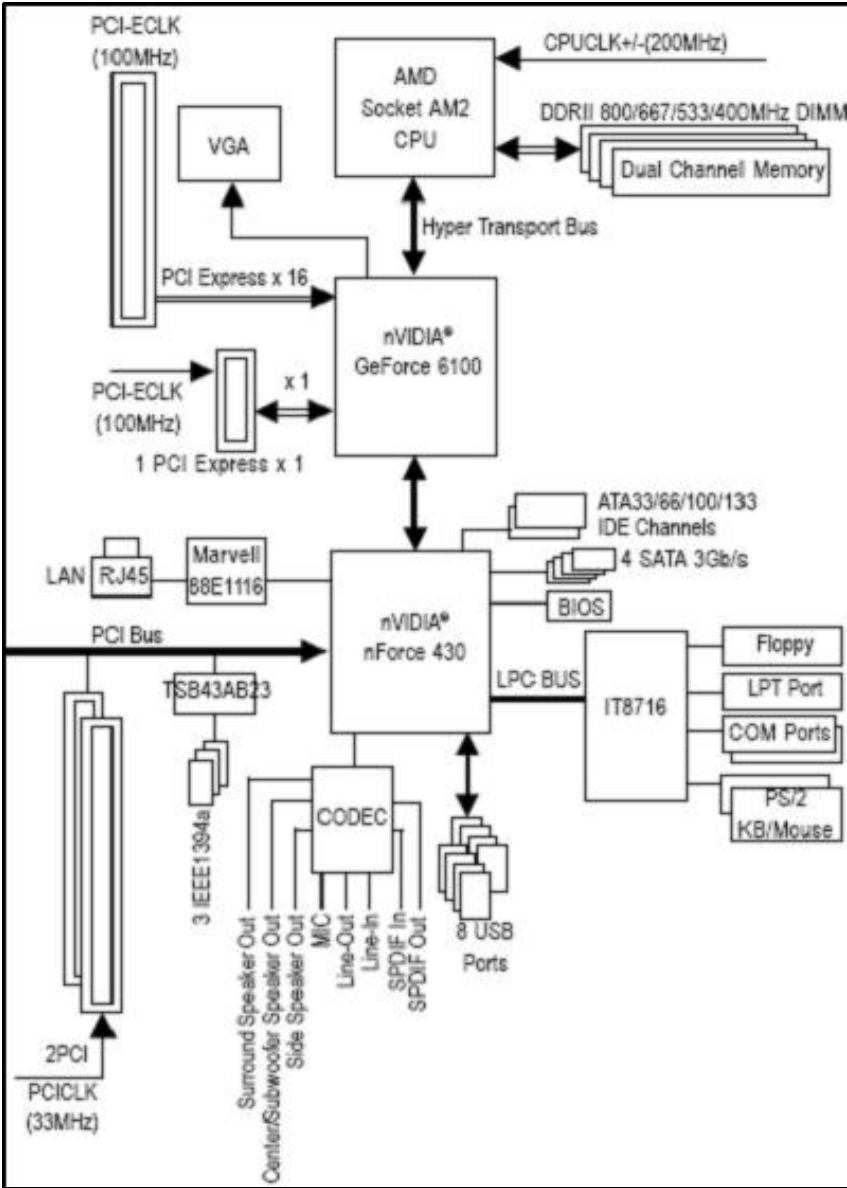 PCI-ECLK
(100MHz)
CPUCLK+/-(200MHz)
AMD
Socket AM2
CPU
DDRII 800/667/533/400MHz DIMM
Dual Channel Memory
VGA
Hyper Transport Bus
PCI Express x 16
nVIDIA®
GeForce 6100
x 1
PCI-ECLK
(100MHz)
1 PCI Express x 1
ATA33/66/100/133
IDE Channels
4 SATA 3Gb/s
BIOS
LAN
RJ45
Marvell
88E1116
nVIDIA®
nForce 430
PCI Bus
TSB43AB23
LPC BUS
IT8716
Floppy
LPT Port
COM Ports
PS/2
KB/Mouse
CODEC
3 IEEE1394a
Surround Speaker Out
Center/Subwoofer Speaker Out
Side Speaker Out
MIC
Line-Out
Line-In
SPDIF In
SPDIF Out
8 USB
Ports
2PCI
PCICLK
(33MHz)